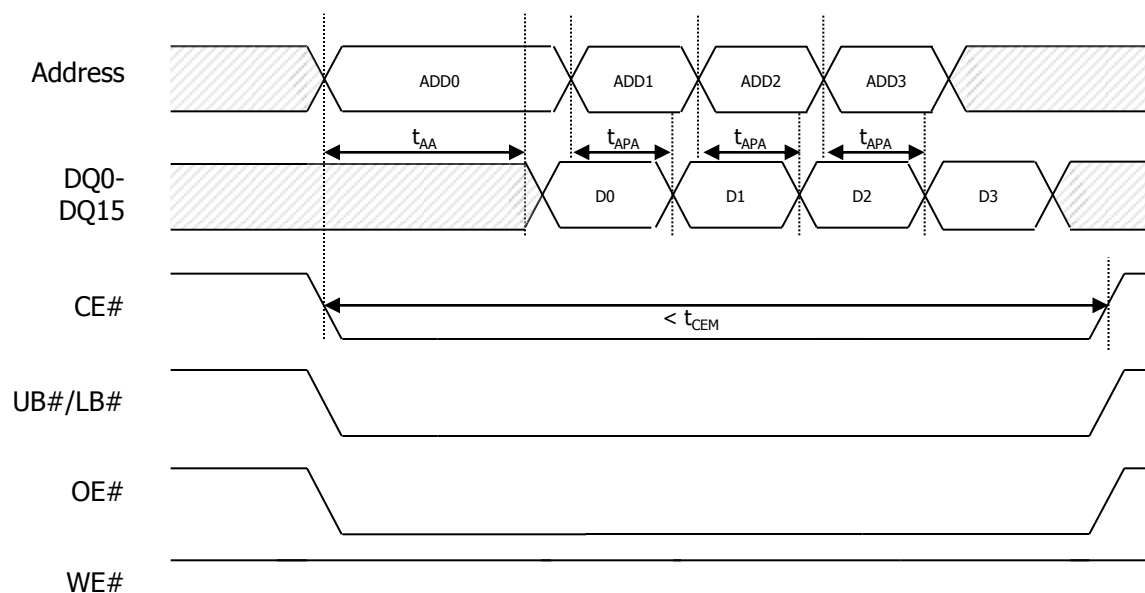 Address
ADD0
ADD1
ADD2
ADD3
tAA
tAPA
tAPA
tAPA
DQ0-
DQ15
D0
D1
D2
D3
CE#
< tCEM
UB#/LB#
OE#
WE#